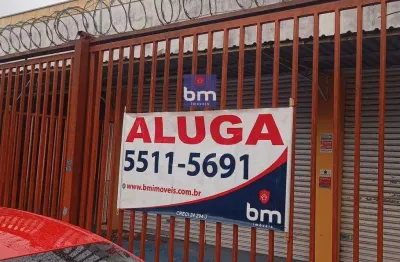 bm
imóveis
ALUGA
5511-5691
www.bmimoveis.com.br
bm
imóveis